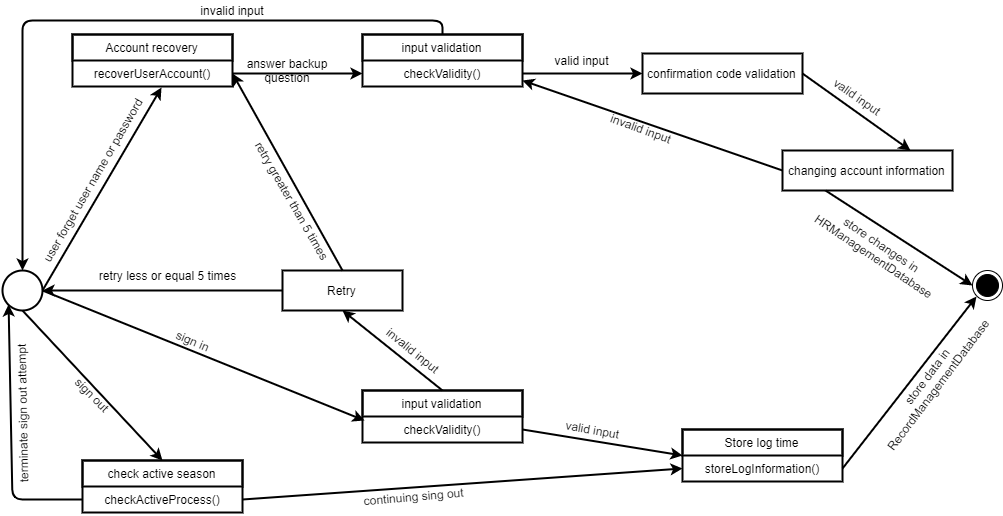 invalid input
Account recovery
recoverUserAccount()
answer backup
question
input validation
checkValidity()
valid input
confirmation code validation
valid input
invalid input
changing account information
user forget user name or password
retry greater than 5 times
store changes in
HRManagementDatabase
retry less or equal 5 times
Retry
sign in
invalid input
terminate sign out attempt
sign out
input validation
checkValidity()
valid input
store data in
RecordManagementDatabase
Store log time
storeLogInformation()
check active season
checkActiveProcess()
continuing sing out